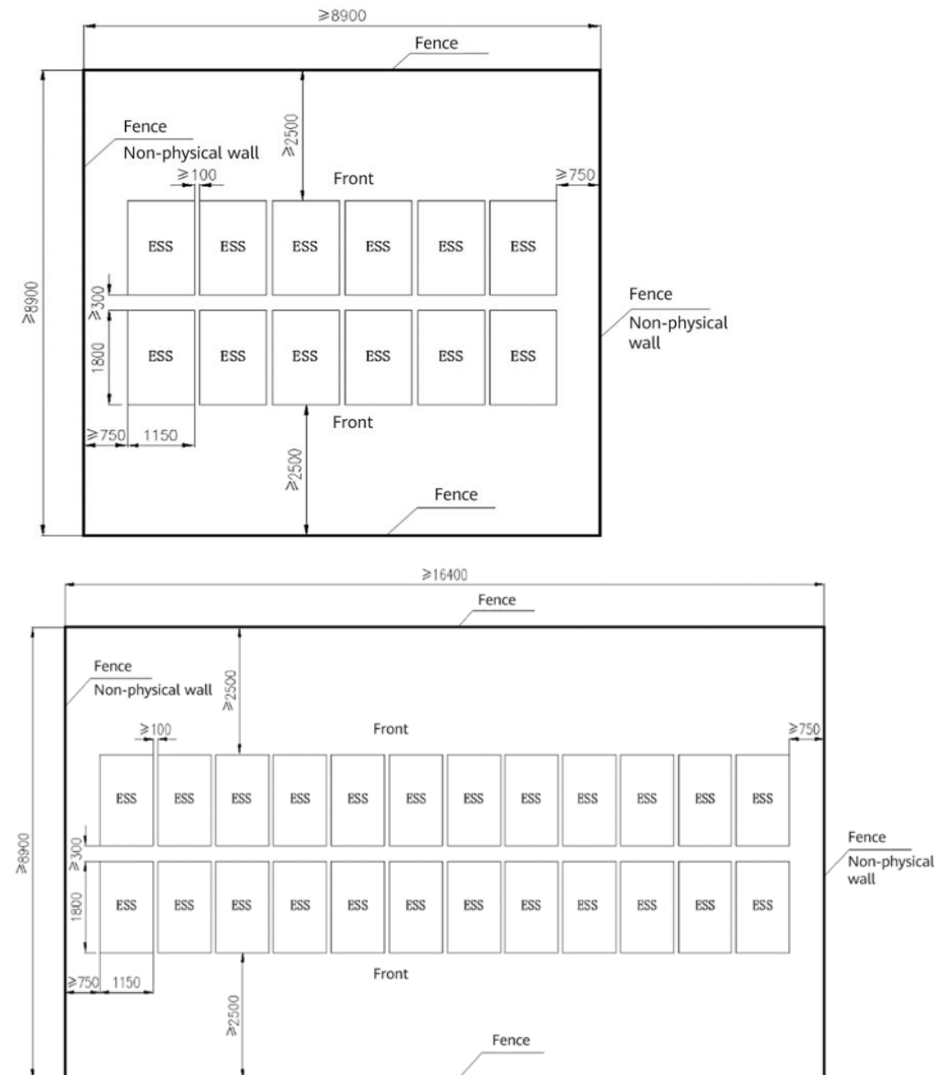 ≥8900
Fence
Fence
Non-physical wall
≥2500
≥100
Front
≥750
ESS ESS ESS ESS ESS ESS
≥8900
≥300
Fence
Non-physical
wall
1800
ESS ESS ESS ESS ESS ESS
Front
≥750 1150
≥2500
Fence
≥16400
Fence
Fence
Non-physical wall
≥2500
≥100
Front
≥750
ESS ESS ESS ESS ESS ESS ESS ESS ESS ESS ESS ESS
≥8900
≥300
Fence
Non-physical
wall
1800
ESS ESS ESS ESS ESS ESS ESS ESS ESS ESS ESS ESS
Front
≥750 1150
≥2500
Fence